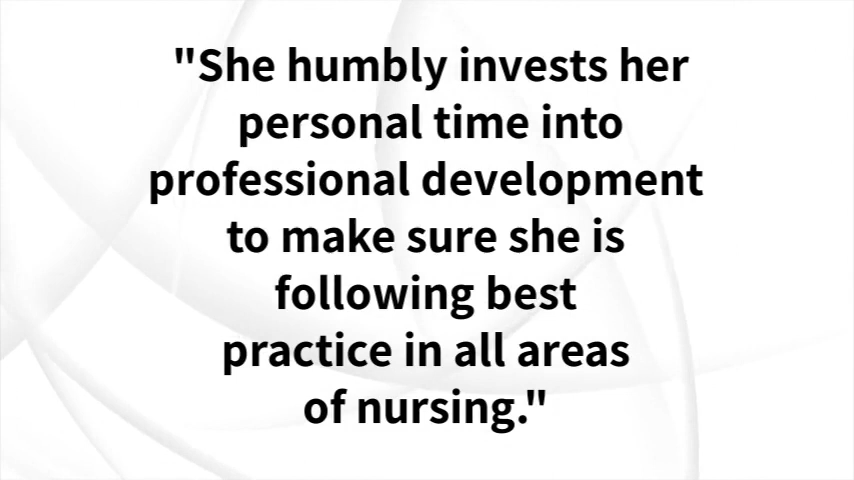 "She humbly invests her
personal time into
professional development
to make sure she is
following best
practice in all areas
of nursing."